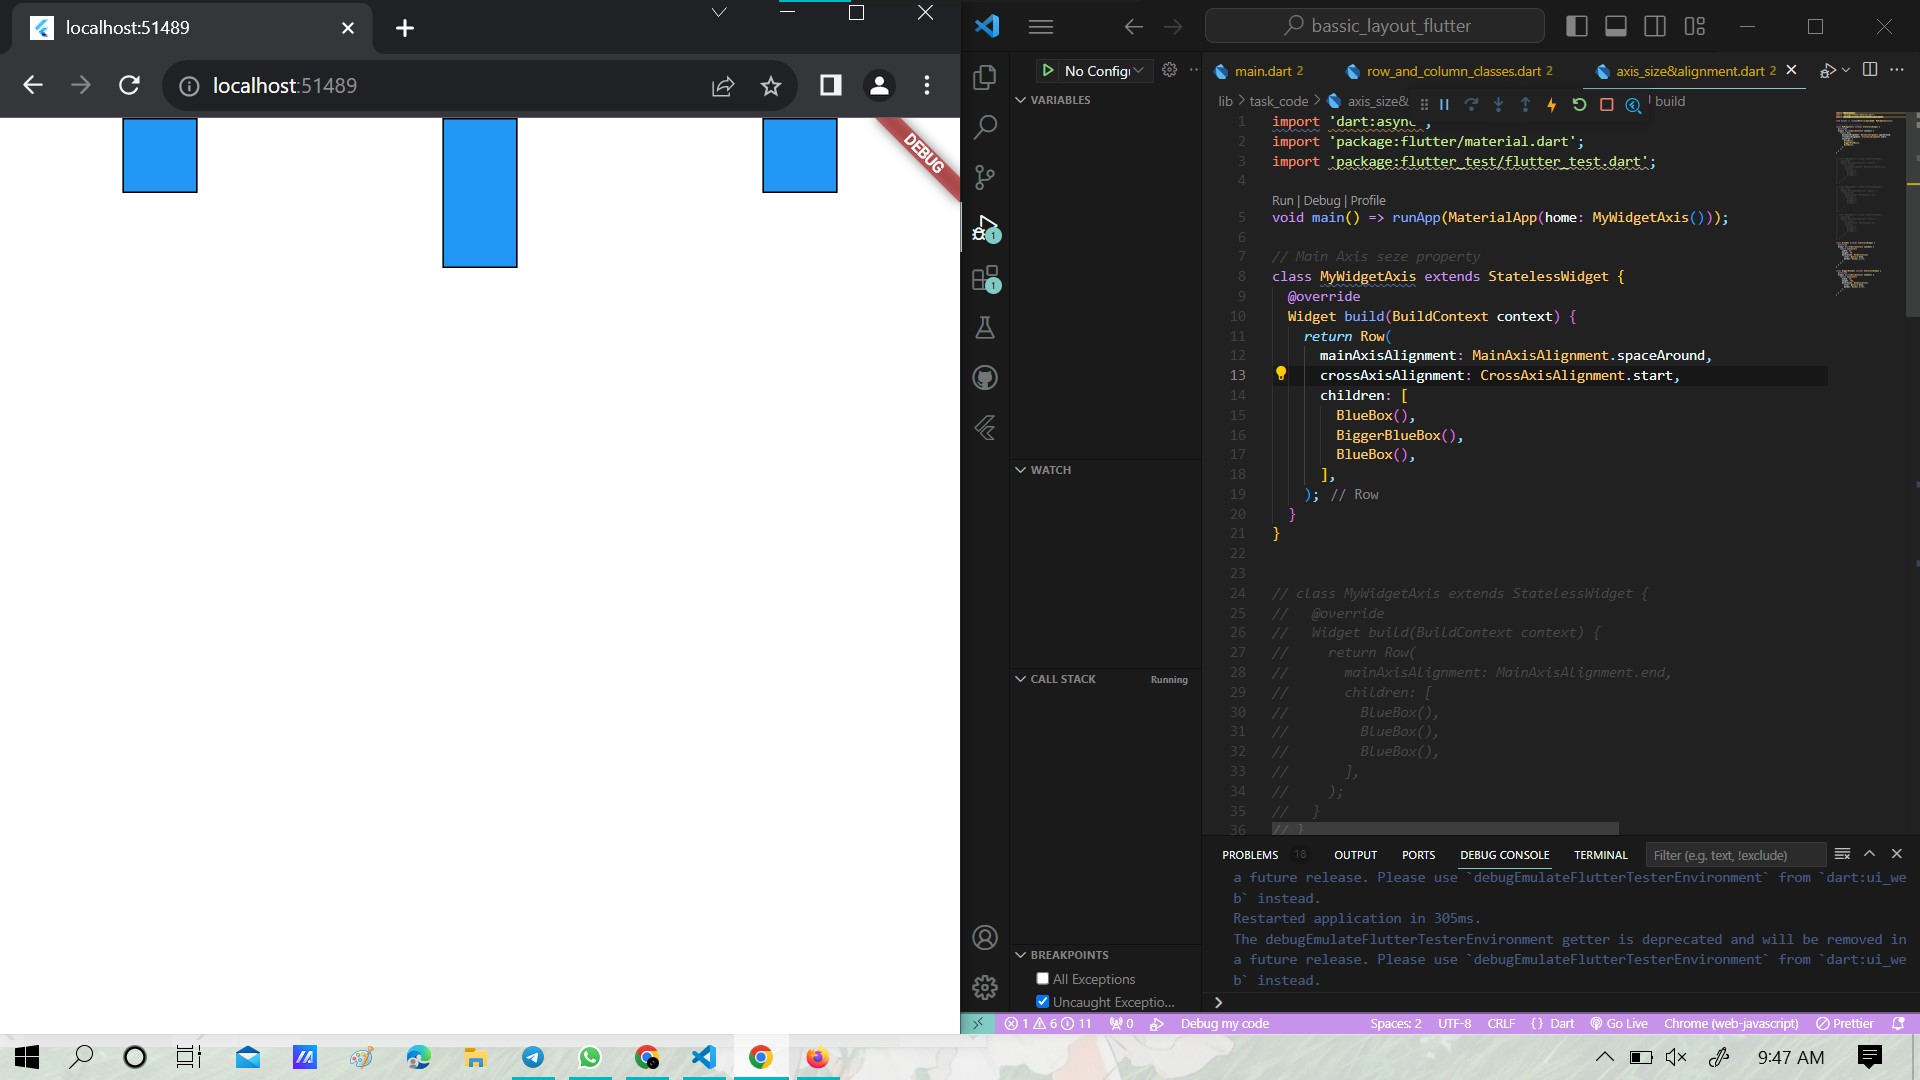 localhost:51489
localhost:51489
DEBUG
bassic_layout_flutter
No Config
main.dart 2
row_and_column_classes.dart 2
axis_size&alignment.dart 2
VARIABLES
lib > task_code > axis_size& build
1 import 'dart:async';
2 import 'package:flutter/material.dart';
3 import 'package:flutter_test/flutter_test.dart';
4
Run | Debug | Profile
5 void main() => runApp(MaterialApp(home: MyWidgetAxis()));
6
7 // Main Axis seze property
8 class MyWidgetAxis extends StatelessWidget {
9 @override
10 Widget build(BuildContext context) {
11 return Row(
12 mainAxisAlignment: MainAxisAlignment.spaceAround,
13 crossAxisAlignment: CrossAxisAlignment.start,
14 children: [
15 BlueBox(),
16 BiggerBlueBox(),
17 BlueBox(),
18 ],
19 ); // Row
20 }
21 }
22
23
24 // class MyWidgetAxis extends StatelessWidget {
25 // @override
26 // Widget build(BuildContext context) {
27 // return Row(
28 // mainAxisAlignment: MainAxisAlignment.end,
29 // children: [
30 // BlueBox(),
31 // BlueBox(),
32 // BlueBox(),
33 // ],
34 // );
35 // }
36 // }
WATCH
CALL STACK Running
BREAKPOINTS
All Exceptions
Uncaught Exceptio...
PROBLEMS 18 OUTPUT PORTS DEBUG CONSOLE TERMINAL Filter (e.g. text, !exclude)
a future release. Please use `debugEmulateFlutterTesterEnvironment` from `dart:ui_we
b` instead.
Restarted application in 305ms.
The debugEmulateFlutterTesterEnvironment getter is deprecated and will be removed in
a future release. Please use `debugEmulateFlutterTesterEnvironment` from `dart:ui_we
b` instead.
>
1 6 11 0 Debug my code Spaces: 2 UTF-8 CRLF {} Dart Go Live Chrome (web-javascript) Prettier
9:47 AM